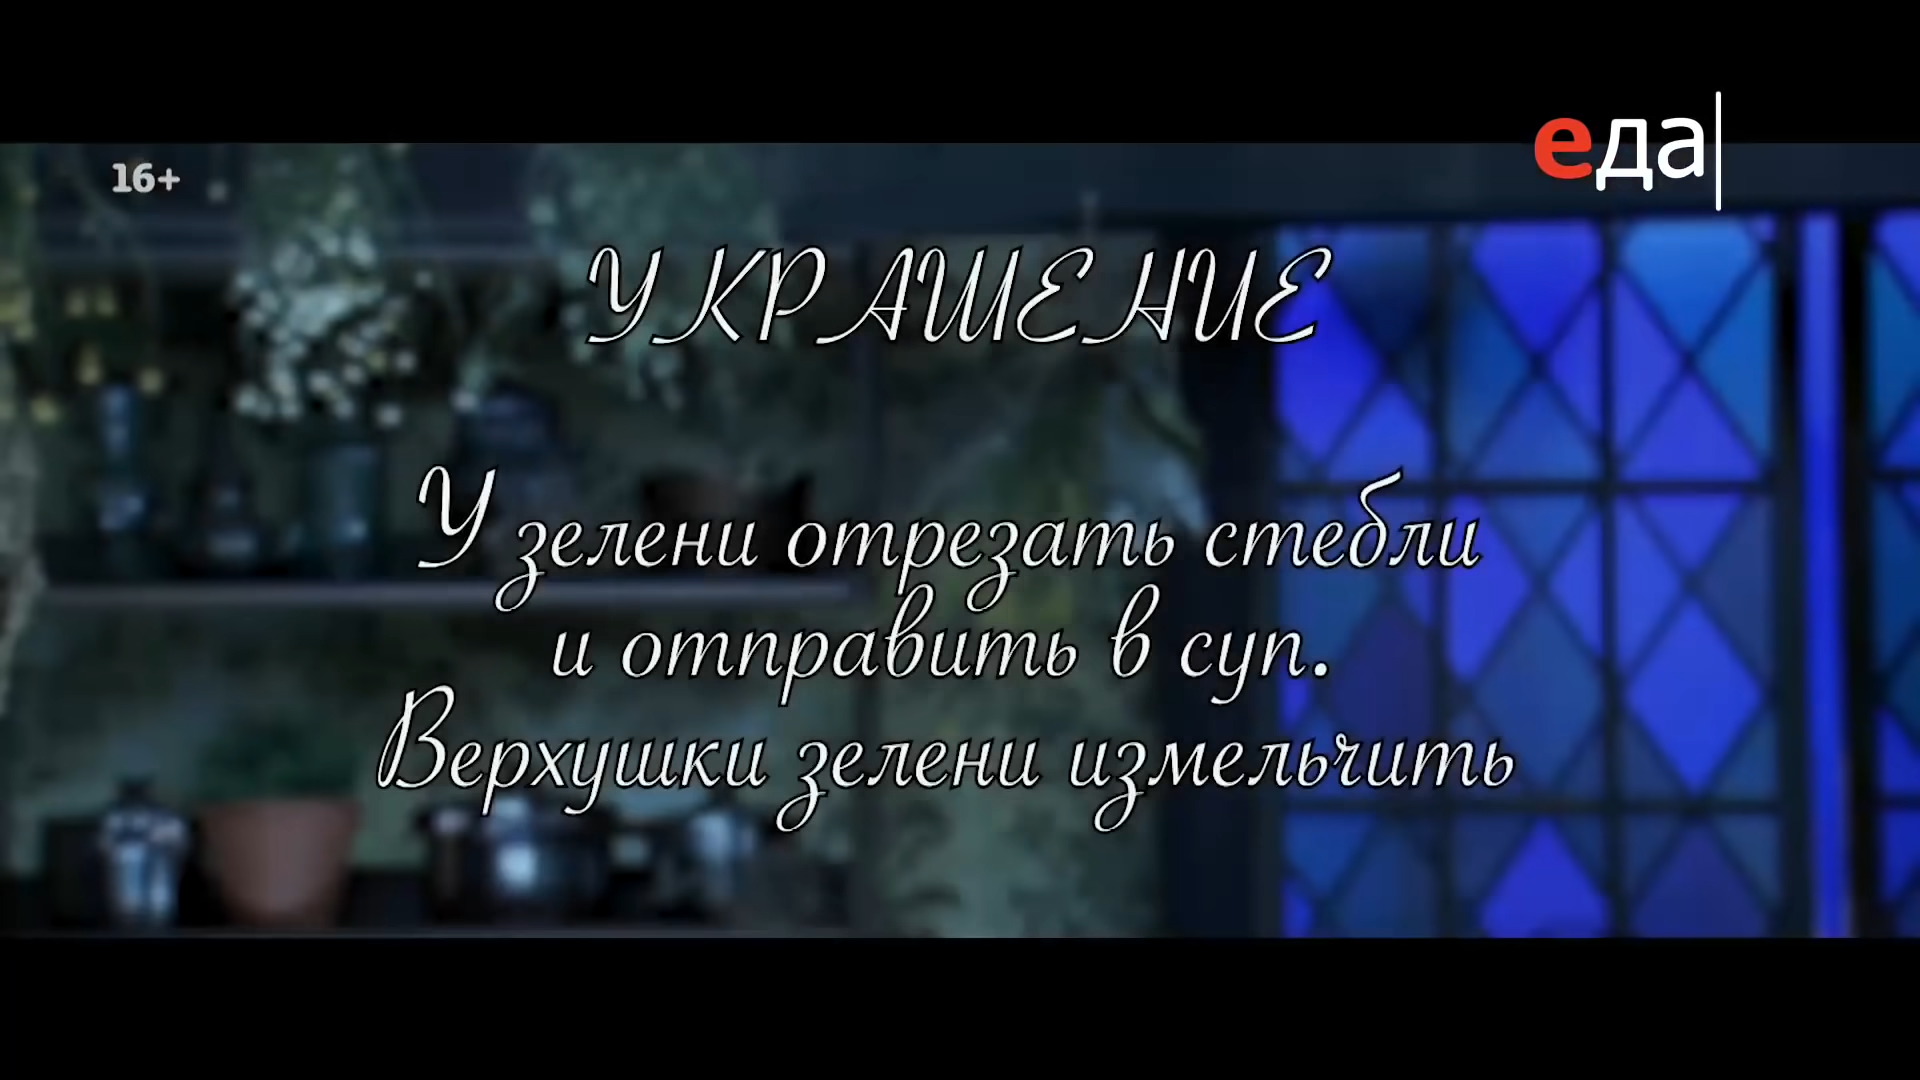 еда
16+
УКРАШЕНИЕ
У зелени отрезать стебли
и отправить в суп.
Верхушки зелени измельчить